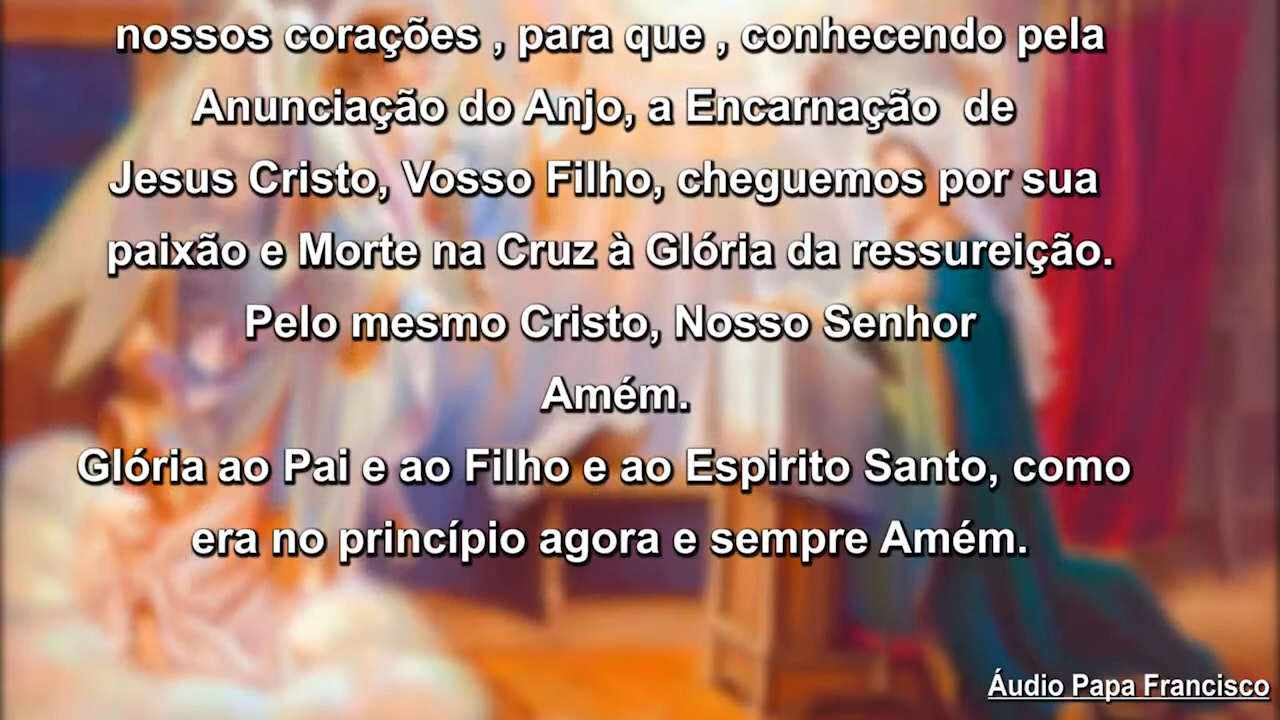 nossos corações , para que , conhecendo pela
Anunciação do Anjo, a Encarnação  de
Jesus Cristo, Vosso Filho, cheguemos por sua
paixão e Morte na Cruz à Glória da ressureição.
Pelo mesmo Cristo, Nosso Senhor
Amém.
Glória ao Pai e ao Filho e ao Espirito Santo, como
era no princípio agora e sempre Amém.
Áudio Papa Francisco